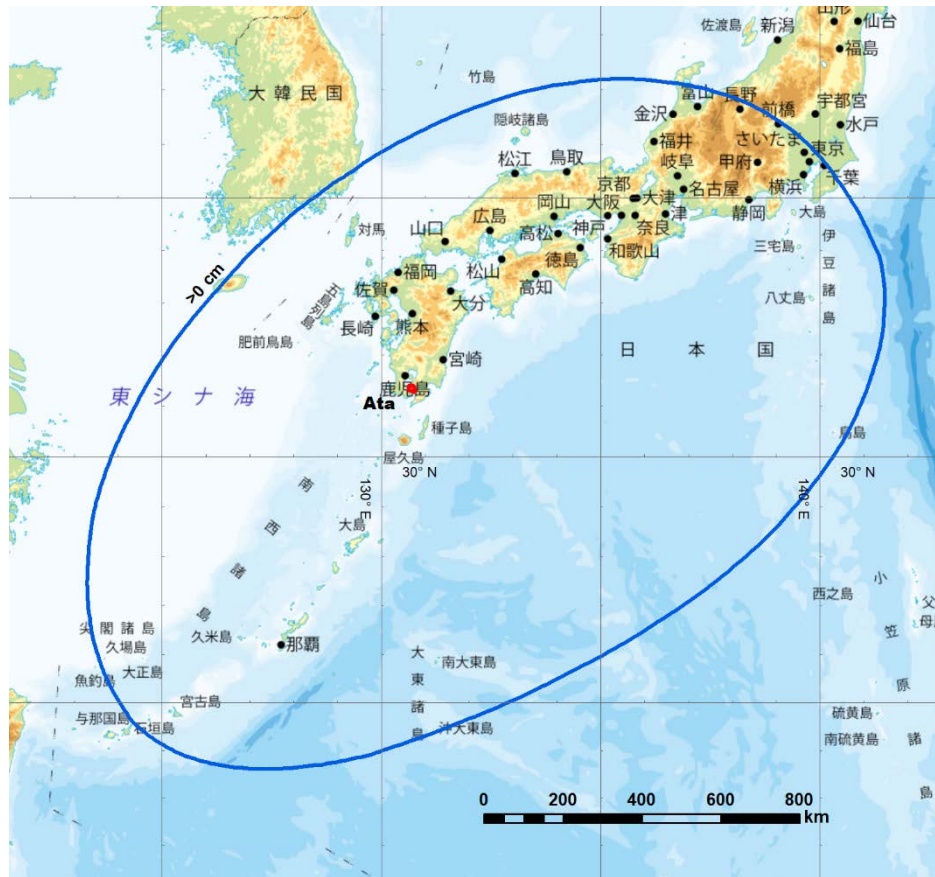 山形
仙台
佐渡島
新潟
福島
竹島
大韓民国
富山
長野
前橋
宇都宮
金沢
水戸
隠岐諸島
さいたま
東京
福井
松江
鳥取
岐阜
甲府
千葉
京都
横浜
名古屋
大津
岡山
大阪
静岡
大島
対馬
広島
神戸
奈良
津
山口
高松
伊豆諸島
和歌山
三宅島
徳島
松山
福岡
>0 cm
高知
佐賀
大分
八丈島
五島列島
長崎
熊本
肥前鳥島
日本国
宮崎
鹿児島
東シナ海
Ata
種子島
鳥島
屋久島
30° N
30° N
130° E
140° E
南西諸島
大島
西之島
小笠原諸島
父
母
尖閣諸島
久米島
久場島
那覇
大正島
大東諸島
南大東島
魚釣島
宮古島
与那国島
石垣島
沖大東島
硫黄島
南硫黄島
0 200 400 600 800
km